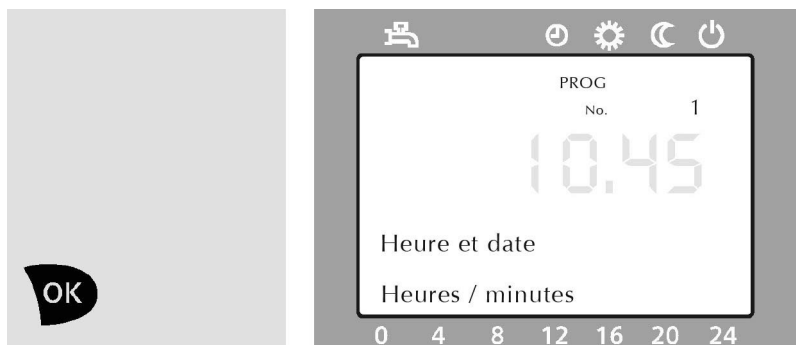 PROG
No. 1
10.45
Heure et date
Heures / minutes
OK
0 4 8 12 16 20 24